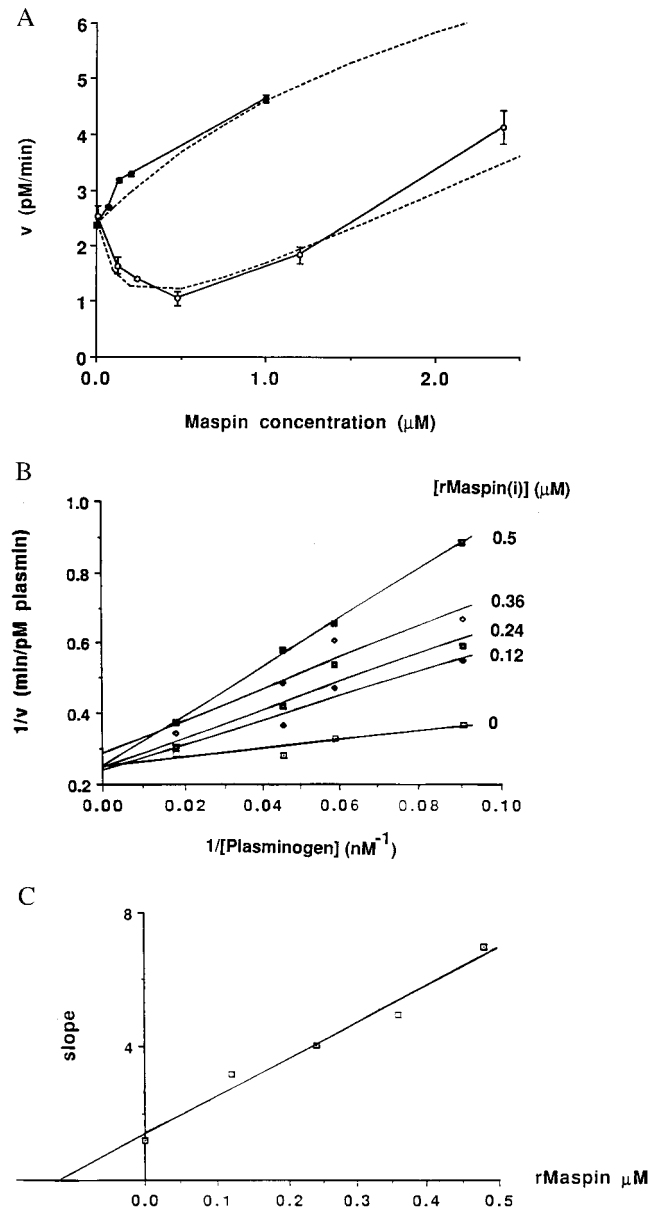 A
6
5
4
3
2
1
0
v (pM/min)
0.0 1.0 2.0
Maspin concentration (µM)
B
[rMaspin(i)] (µM)
1.0
0.8
0.6
0.4
0.2
1/v (min/pM plasmin)
0.5
0.36
0.24
0.12
0
0.00 0.02 0.04 0.06 0.08 0.10
1/[Plasminogen] (nM⁻¹)
C
8
4
slope
0.0 0.1 0.2 0.3 0.4 0.5
rMaspin µM